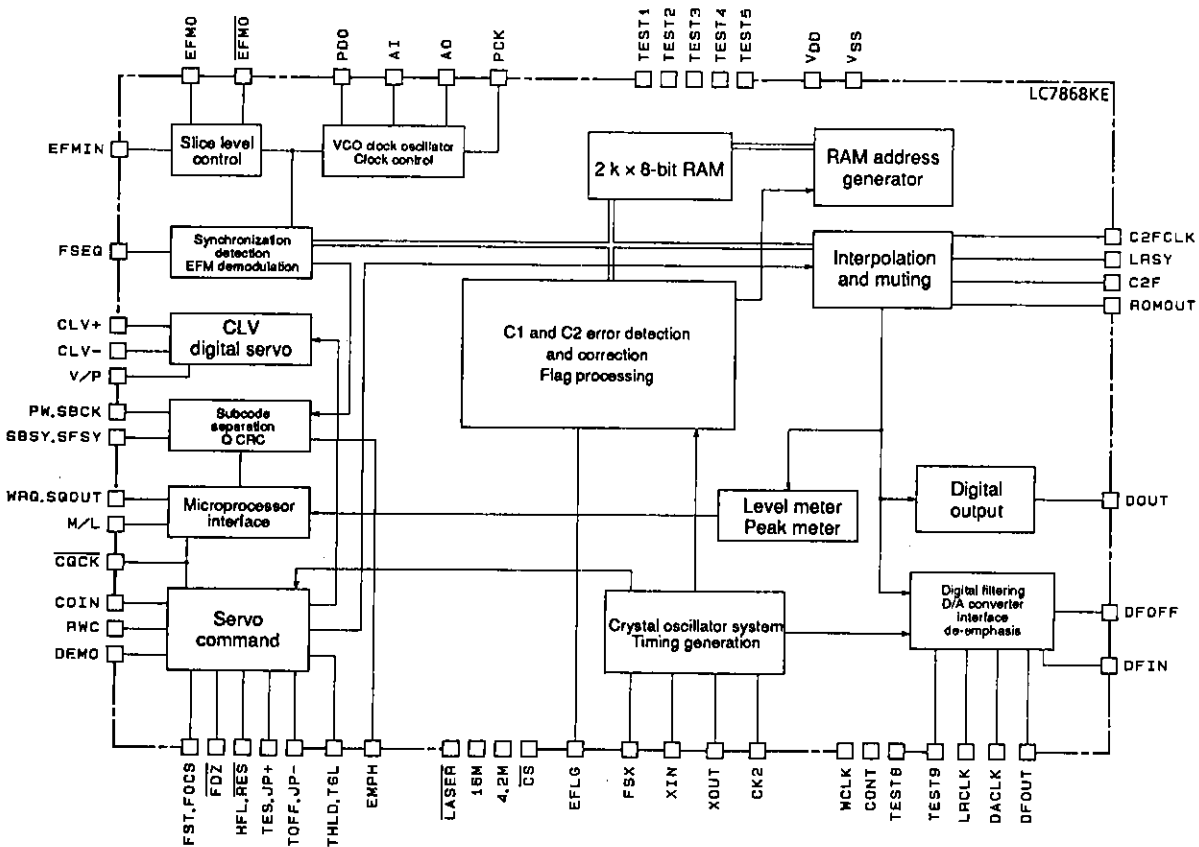 EFMO
EFMO
PDO
AI
AO
PCK
TEST1
TEST2
TEST3
TEST4
TEST5
VDD
VSS
LC7868KE
EFMIN
Slice level
control
VCO clock oscillator
Clock control
2 k × 8-bit RAM
RAM address
generator
FSEQ
Synchronization
detection
EFM demodulation
Interpolation
and muting
C2FCLK
LRSY
C2F
ROMOUT
CLV+
CLV-
V/P
CLV
digital servo
C1 and C2 error detection
and correction
Flag processing
PW,SBCK
SBSY,SFSY
Subcode
separation
Q CRC
WRQ,SQOUT
M/L
Microprocessor
interface
Level meter
Peak meter
Digital
output
DOUT
CQCK
COIN
RWC
DEMO
Servo
command
Crystal oscillator system
Timing generation
Digital filtering
D/A converter
interface
de-emphasis
DFOFF
DFIN
FST,FOCS
FDZ
HFL,RES
TES,JP+
TOFF,JP-
THLD,TGL
EMPH
LASER
16M
4.2M
CS
EFLG
FSX
XIN
XOUT
CK2
WCLK
CONT
TEST8
TEST9
LRCLK
DACLK
DFOUT